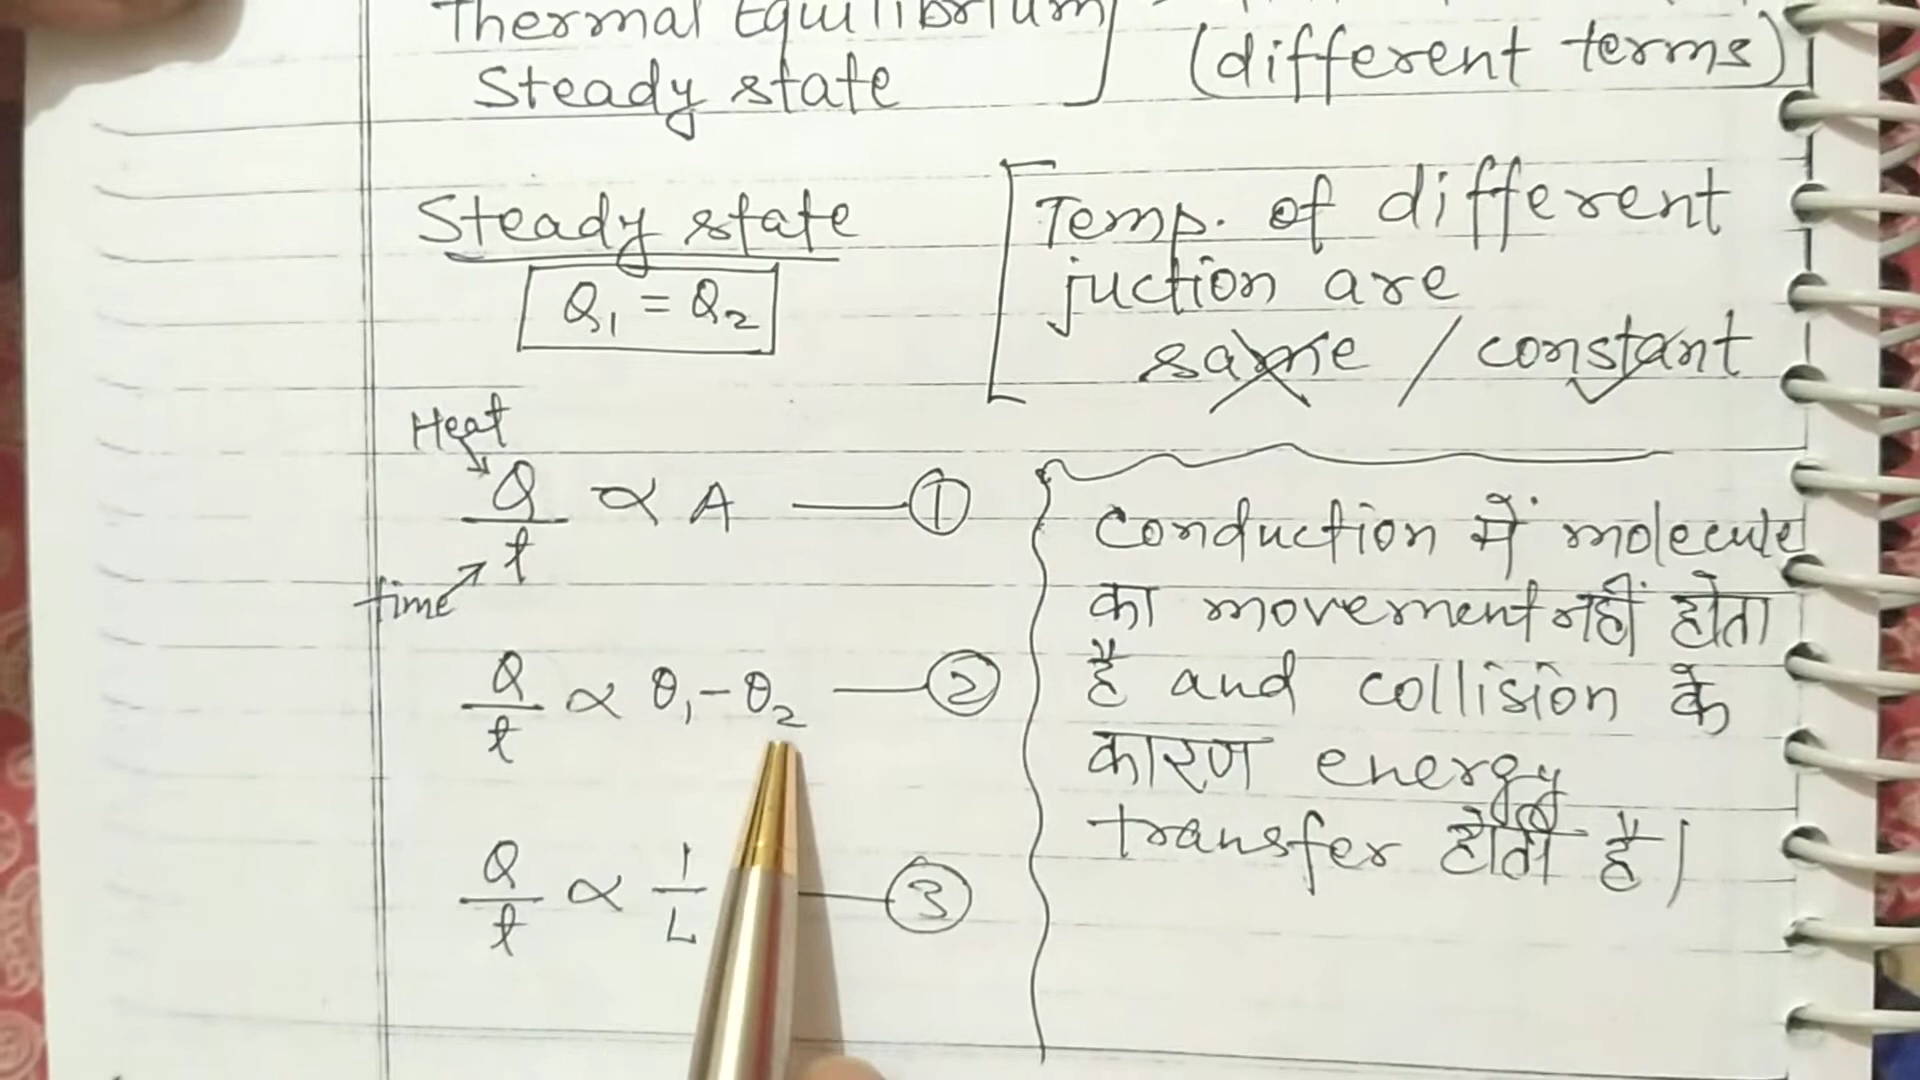 Thermal Equilibrium
Steady state
(different terms)
Steady state
Q₁ = Q₂
Temp. of different
juction are
same / constant
Heat
Q/t ∝ A —— ①
time
Q/t ∝ θ₁ - θ₂ —— ②
Q/t ∝ 1/L —— ③
Conduction में molecule
का movement नहीं होता
है and collision के
कारण energy
transfer होती है।